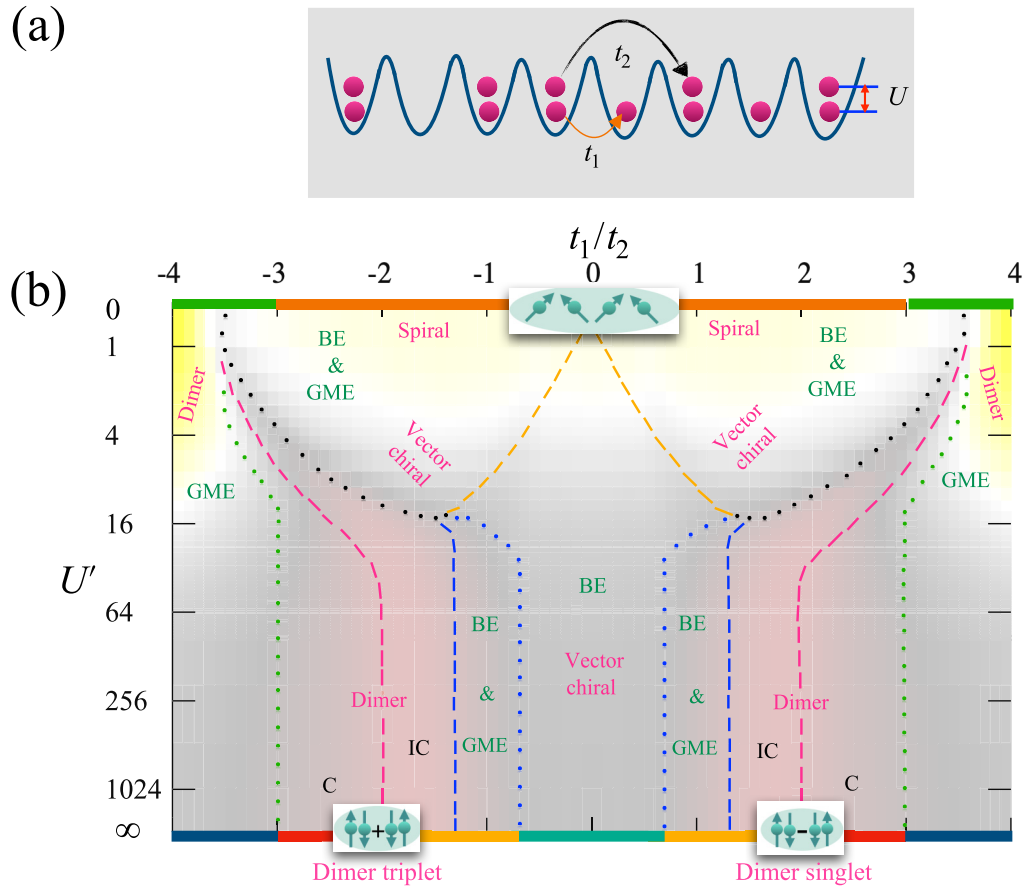 (a)
t₂
U
t₁
t₁/t₂
-4 -3 -2 -1 0 1 2 3 4
(b)
0
Spiral
Spiral
BE
&
GME
BE
&
GME
1
Dimer
Dimer
Vector
chiral
Vector
chiral
4
GME
GME
16
U′
BE
64
BE
BE
Vector
chiral
256
Dimer
&
&
Dimer
IC
GME
GME
IC
1024
C
C
∞
+
-
Dimer triplet
Dimer singlet